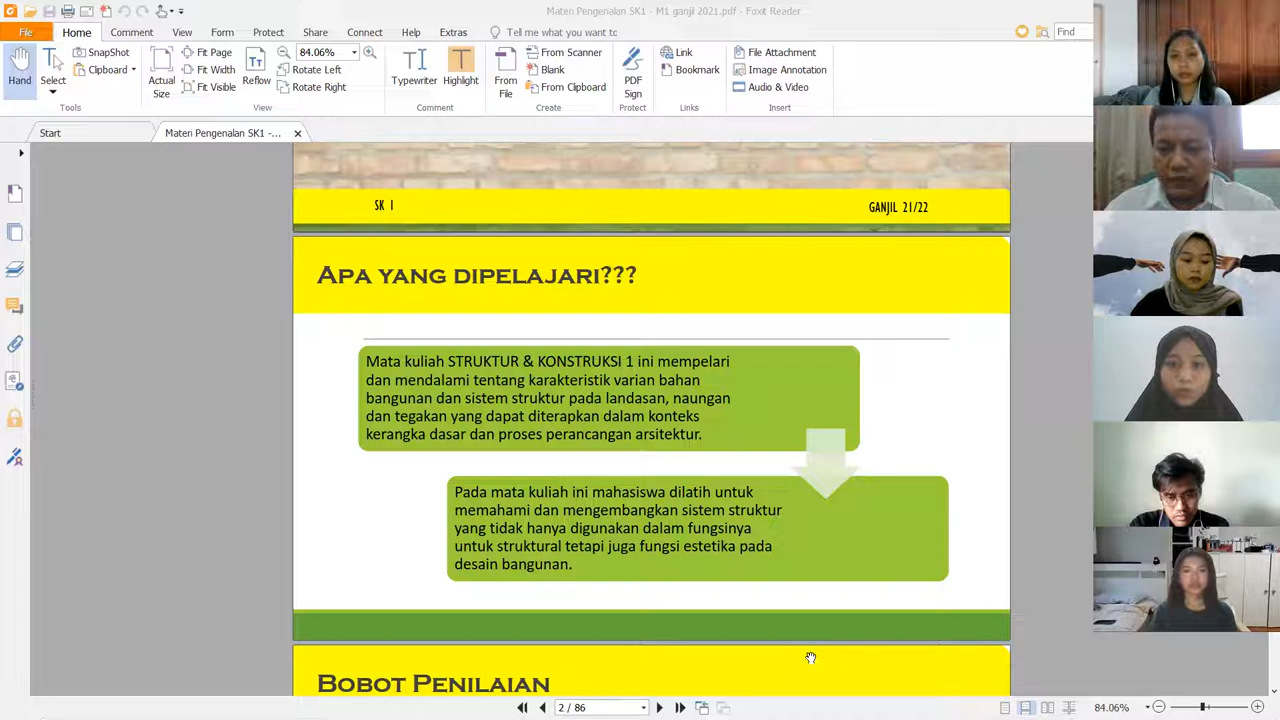 Materi Pengenalan SK1 - M1 ganjil 2021.pdf - Foxit Reader
File Home Comment View Form Protect Share Connect Help Extras Tell me what you want to Find
Hand
Select
SnapShot
Clipboard
Tools
Actual Size
Fit Page
Fit Width
Fit Visible
Reflow
84.06%
Rotate Left
Rotate Right
View
Typewriter
Highlight
Comment
From File
From Scanner
Blank
From Clipboard
Create
PDF Sign
Protect
Link
Bookmark
Links
File Attachment
Image Annotation
Audio & Video
Insert
Start
Materi Pengenalan SK1 -...
SK 1
GANJIL 21/22
APA YANG DIPELAJARI???
Mata kuliah STRUKTUR & KONSTRUKSI 1 ini mempelari
dan mendalami tentang karakteristik varian bahan
bangunan dan sistem struktur pada landasan, naungan
dan tegakan yang dapat diterapkan dalam konteks
kerangka dasar dan proses perancangan arsitektur.
Pada mata kuliah ini mahasiswa dilatih untuk
memahami dan mengembangkan sistem struktur
yang tidak hanya digunakan dalam fungsinya
untuk struktural tetapi juga fungsi estetika pada
desain bangunan.
BOBOT PENILAIAN
2 / 86
84.06%